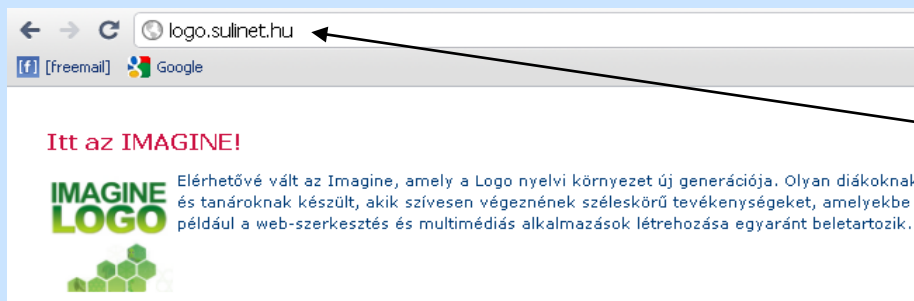 logo.sulinet.hu
[f] [freemail] Google
Itt az IMAGINE!
IMAGINE
LOGO
Elérhetővé vált az Imagine, amely a Logo nyelvi környezet új generációja. Olyan diákoknak
és tanároknak készült, akik szívesen végeznének széleskörű tevékenységeket, amelyekbe
például a web-szerkesztés és multimédiás alkalmazások létrehozása egyaránt beletartozik.